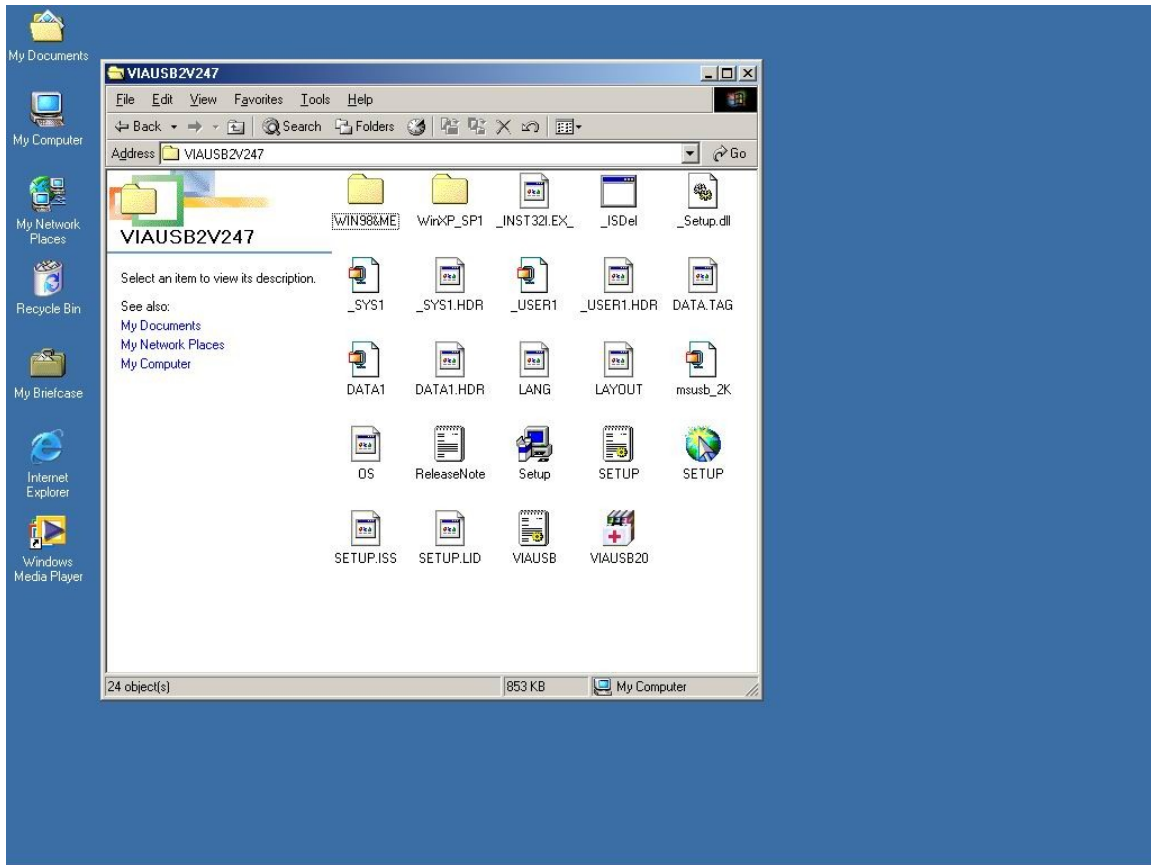 My Documents
My Computer
My Network
Places
Recycle Bin
My Briefcase
Internet
Explorer
Windows
Media Player
VIAUSB2V247
File Edit View Favorites Tools Help
Back Search Folders
Address VIAUSB2V247 Go
VIAUSB2V247
Select an item to view its description.
See also:
My Documents
My Network Places
My Computer
WIN98&ME WinXP_SP1 _INST32I.EX_ _ISDel _Setup.dll
_SYS1 _SYS1.HDR _USER1 _USER1.HDR DATA.TAG
DATA1 DATA1.HDR LANG LAYOUT msusb_2K
OS ReleaseNote Setup SETUP SETUP
SETUP.ISS SETUP.LID VIAUSB VIAUSB20
24 object(s) 853 KB My Computer